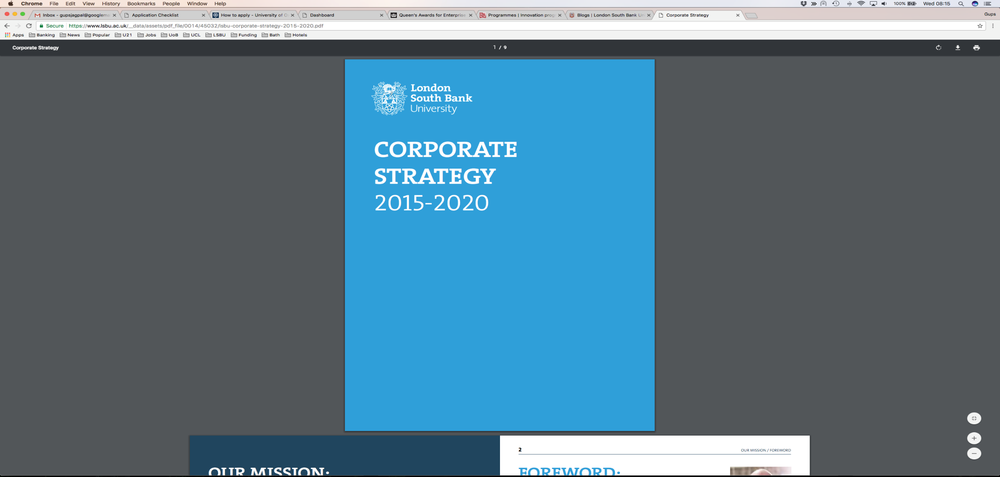 Chrome File Edit View History Bookmarks People Window Help 100% Wed 08:15
Inbox - gupsjagpal@googlema Application Checklist How to apply - University of O Dashboard Queen's Awards for Enterprise Programmes | Innovation prog Blogs | London South Bank Un Corporate Strategy Gups
Secure https://www.lsbu.ac.uk/__data/assets/pdf_file/0014/45032/lsbu-corporate-strategy-2015-2020.pdf
Apps Banking News Popular U21 Jobs UoB UCL LSBU Funding Bath Hotels
Corporate Strategy 1 / 9
London
South Bank
University
CORPORATE
STRATEGY
2015-2020
2 OUR MISSION / FOREWORD
OUR MISSION: FOREWORD: